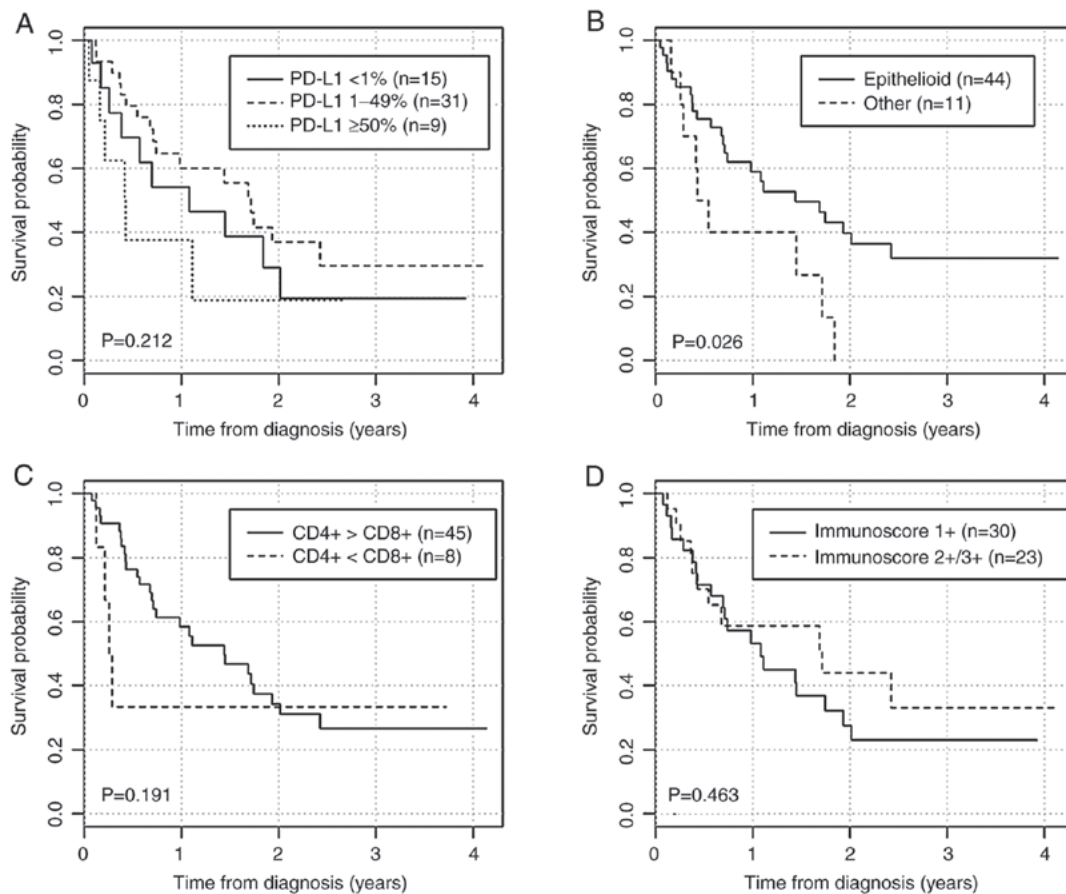 A
Survival probability
0.0 0.2 0.4 0.6 0.8 1.0
PD-L1 <1% (n=15)
PD-L1 1–49% (n=31)
PD-L1 ≥50% (n=9)
P=0.212
0 1 2 3 4
Time from diagnosis (years)
B
Survival probability
0.0 0.2 0.4 0.6 0.8 1.0
Epithelioid (n=44)
Other (n=11)
P=0.026
0 1 2 3 4
Time from diagnosis (years)
C
Survival probability
0.0 0.2 0.4 0.6 0.8 1.0
CD4+ > CD8+ (n=45)
CD4+ < CD8+ (n=8)
P=0.191
0 1 2 3 4
Time from diagnosis (years)
D
Survival probability
0.0 0.2 0.4 0.6 0.8 1.0
Immunoscore 1+ (n=30)
Immunoscore 2+/3+ (n=23)
P=0.463
0 1 2 3 4
Time from diagnosis (years)